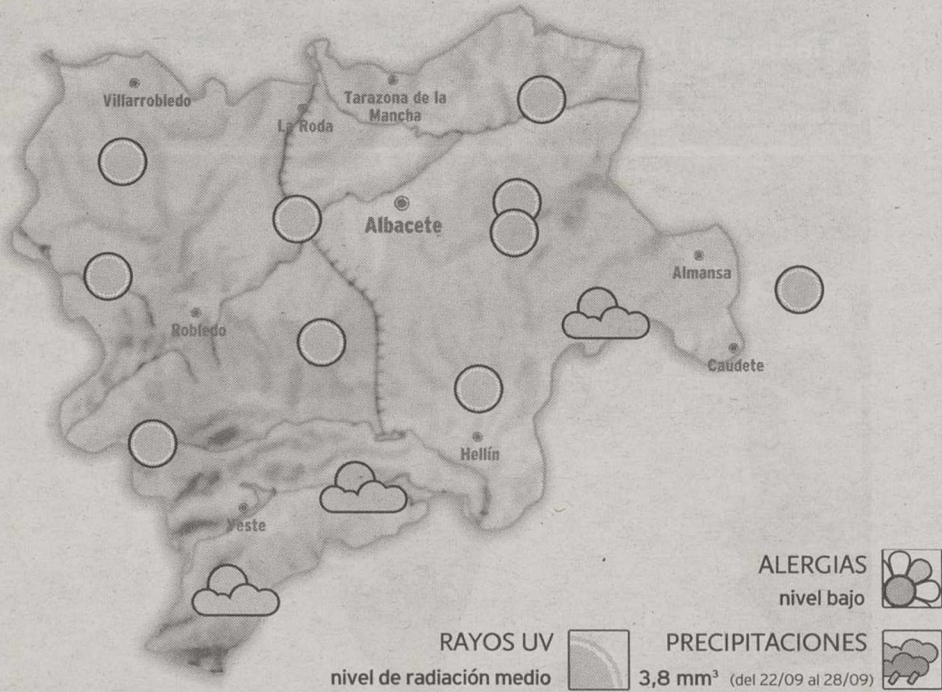 Villarrobledo
La Roda
Tarazona de la
Mancha
Albacete
Almansa
Robledo
Caudete
Hellín
Yeste
ALERGIAS
nivel bajo
RAYOS UV
nivel de radiación medio
PRECIPITACIONES
3,8 mm³ (del 22/09 al 28/09)